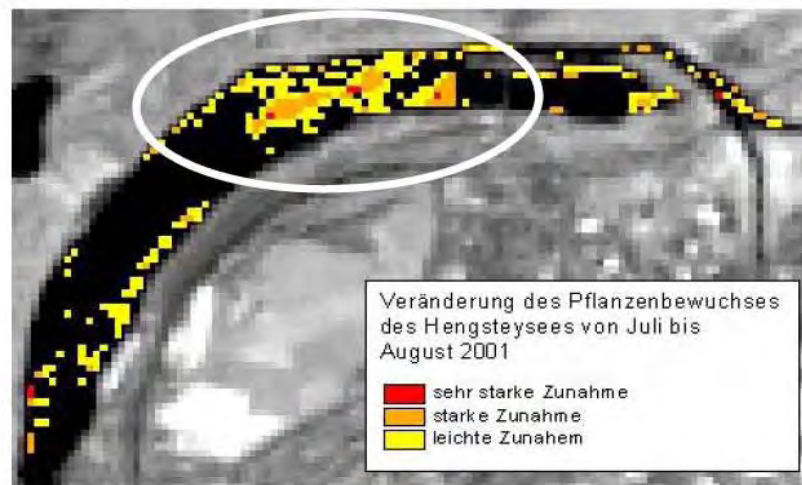 Veränderung des Pflanzenbewuchses
des Hengsteysees von Juli bis
August 2001
sehr starke Zunahme
starke Zunahme
leichte Zunahem